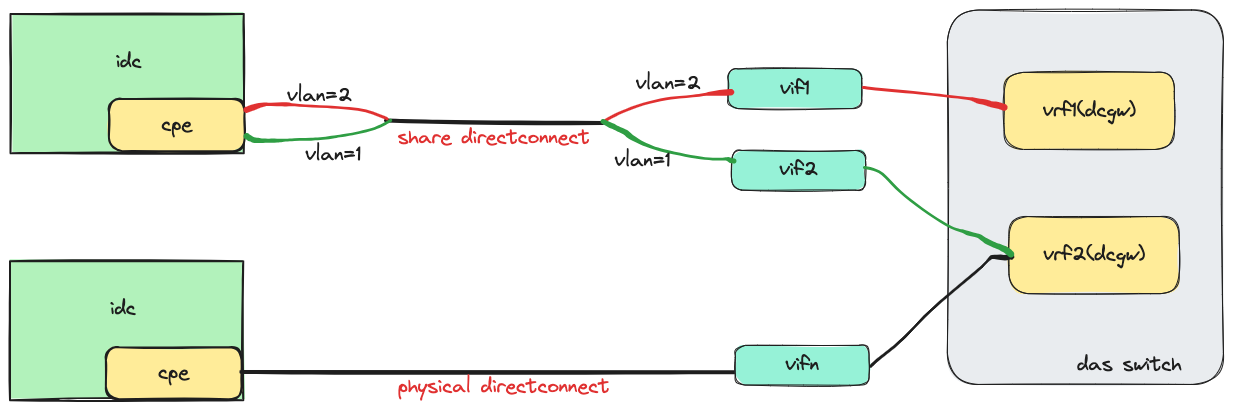 idc
cpe
vlan=2
vlan=1
share directconnect
vlan=2
vlan=1
vif1
vif2
vrf1(dcgw)
vrf2(dcgw)
das switch
idc
cpe
physical directconnect
vifn